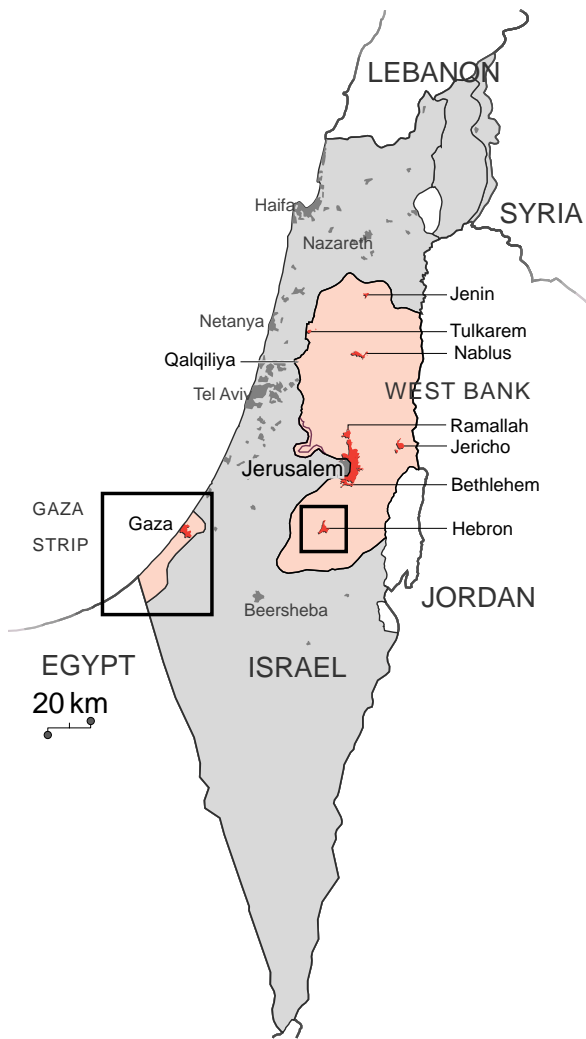 LEBANON
Haifa
SYRIA
Nazareth
Jenin
Netanya
Tulkarem
Qalqiliya
Nablus
Tel Aviv
WEST BANK
Ramallah
Jericho
Jerusalem
Bethlehem
GAZA
STRIP
Gaza
Hebron
Beersheba
JORDAN
EGYPT
ISRAEL
20 km